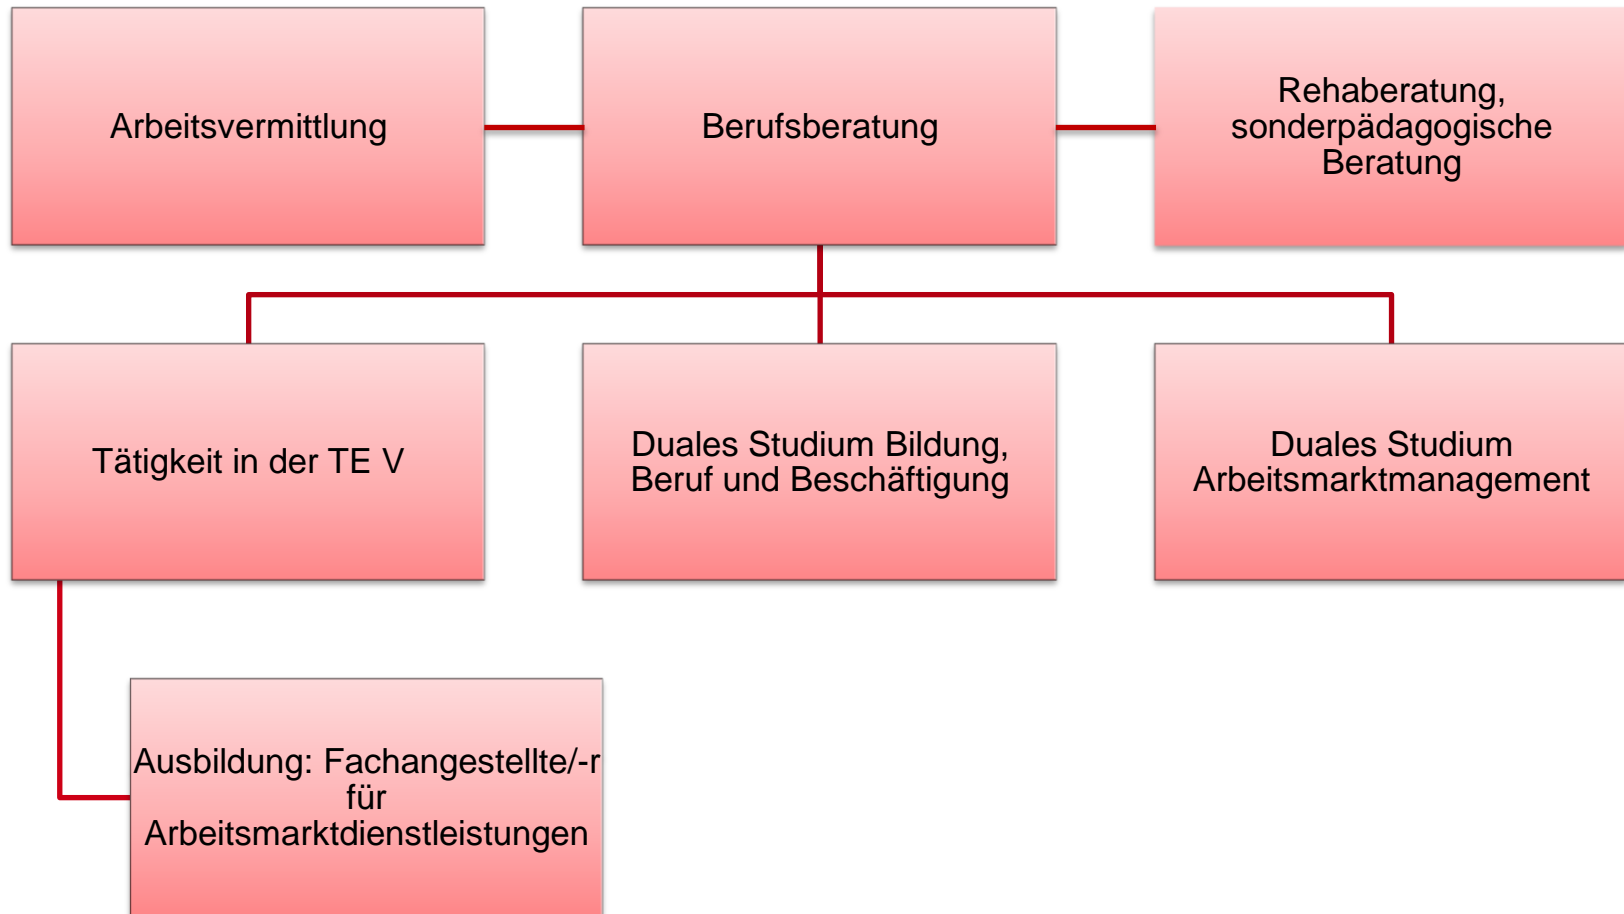 Arbeitsvermittlung
Berufsberatung
Rehaberatung,
sonderpädagogische
Beratung
Tätigkeit in der TE V
Duales Studium Bildung,
Beruf und Beschäftigung
Duales Studium
Arbeitsmarktmanagement
Ausbildung: Fachangestellte/-r
für
Arbeitsmarktdienstleistungen